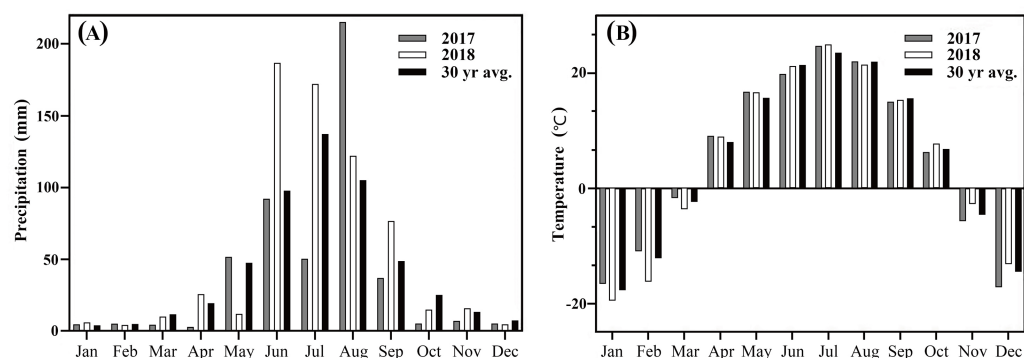 (A)
2017
2018
30 yr avg.
Precipitation (mm)
200
150
100
50
0
Jan Feb Mar Apr May Jun Jul Aug Sep Oct Nov Dec
(B)
2017
2018
30 yr avg.
Temperature (℃)
20
0
-20
Jan Feb Mar Apr May Jun Jul Aug Sep Oct Nov Dec